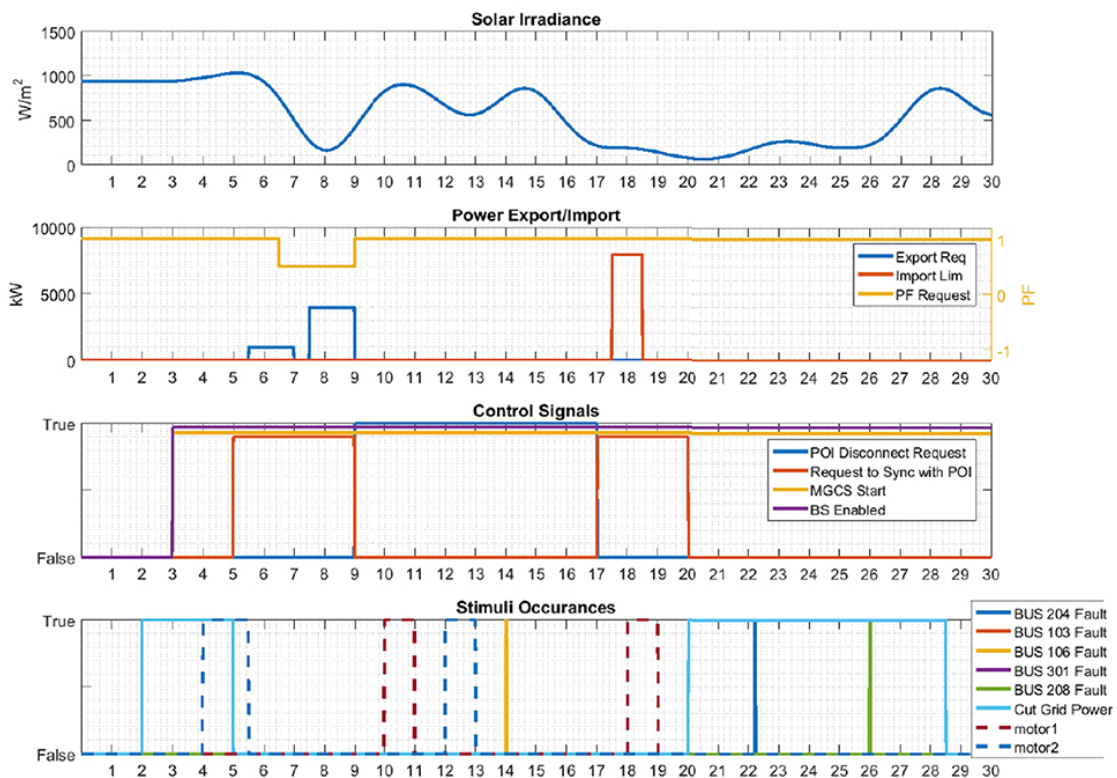 Solar Irradiance
1500
1000
500
0
W/m²
1 2 3 4 5 6 7 8 9 10 11 12 13 14 15 16 17 18 19 20 21 22 23 24 25 26 27 28 29 30
Power Export/Import
10000
5000
0
kW
Export Req
Import Lim
PF Request
1
0
-1
PF
1 2 3 4 5 6 7 8 9 10 11 12 13 14 15 16 17 18 19 20 21 22 23 24 25 26 27 28 29 30
Control Signals
True
False
POI Disconnect Request
Request to Sync with POI
MGCS Start
BS Enabled
1 2 3 4 5 6 7 8 9 10 11 12 13 14 15 16 17 18 19 20 21 22 23 24 25 26 27 28 29 30
Stimuli Occurances
True
False
BUS 204 Fault
BUS 103 Fault
BUS 106 Fault
BUS 301 Fault
BUS 208 Fault
Cut Grid Power
motor1
motor2
1 2 3 4 5 6 7 8 9 10 11 12 13 14 15 16 17 18 19 20 21 22 23 24 25 26 27 28 29 30